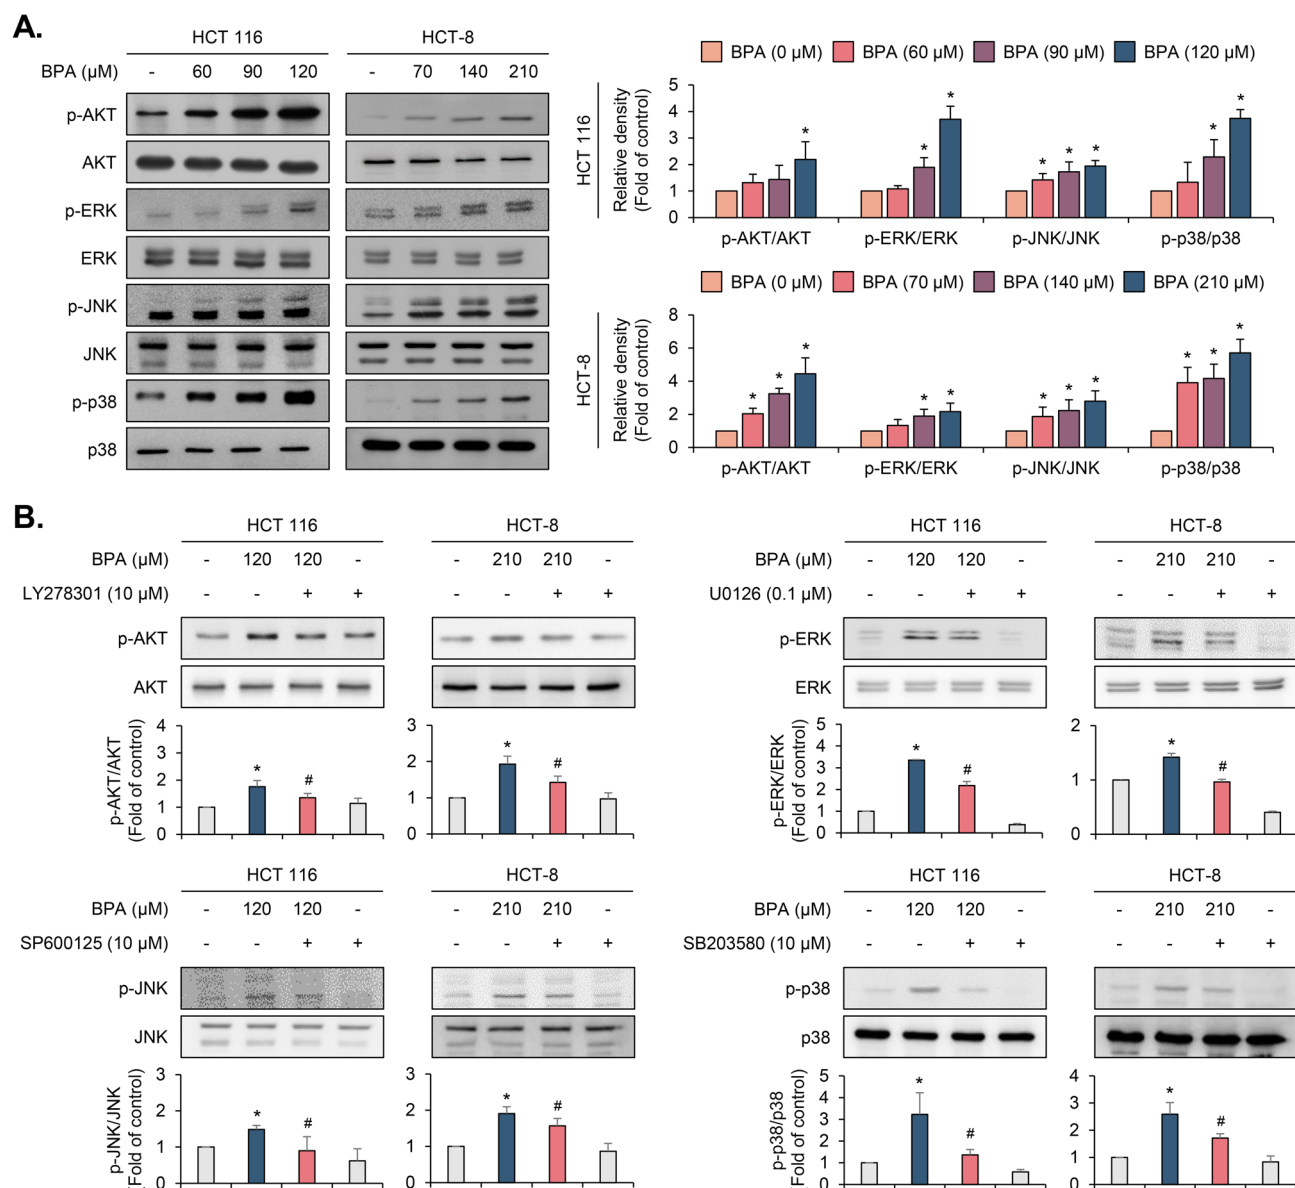 A.
HCT 116
HCT-8
BPA (µM) - 60 90 120 - 70 140 210
p-AKT
AKT
p-ERK
ERK
p-JNK
JNK
p-p38
p38
BPA (0 µM) BPA (60 µM) BPA (90 µM) BPA (120 µM)
HCT 116
Relative density
(Fold of control)
5
4
3
2
1
0
* * * * * * * *
p-AKT/AKT p-ERK/ERK p-JNK/JNK p-p38/p38
BPA (0 µM) BPA (70 µM) BPA (140 µM) BPA (210 µM)
HCT-8
Relative density
(Fold of control)
8
6
4
2
0
* * * * * * * * * * *
p-AKT/AKT p-ERK/ERK p-JNK/JNK p-p38/p38
B.
HCT 116 HCT-8
BPA (µM) - 120 120 - - 210 210 -
LY278301 (10 µM) - - + + - - + +
p-AKT
AKT
p-AKT/AKT
(Fold of control)
4
3
2
1
0
* #
3
2
1
0
* #
HCT 116 HCT-8
BPA (µM) - 120 120 - - 210 210 -
U0126 (0.1 µM) - - + + - - + +
p-ERK
ERK
p-ERK/ERK
(Fold of control)
5
4
3
2
1
0
* #
2
1
0
* #
HCT 116 HCT-8
BPA (µM) - 120 120 - - 210 210 -
SP600125 (10 µM) - - + + - - + +
p-JNK
JNK
p-JNK/JNK
(Fold of control)
3
2
1
0
* #
3
2
1
0
* #
HCT 116 HCT-8
BPA (µM) - 120 120 - - 210 210 -
SB203580 (10 µM) - - + + - - + +
p-p38
p38
p-p38/p38
(Fold of control)
5
4
3
2
1
0
* #
4
3
2
1
0
* #